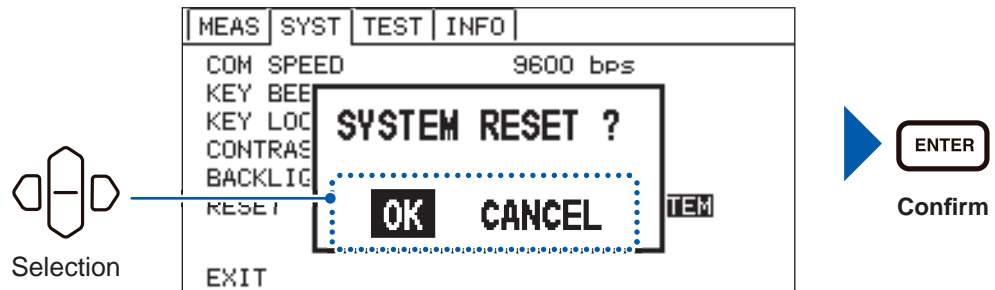 MEAS SYST TEST INFO
COM SPEED 9600 bps
KEY BEE
KEY LOC
CONTRAS
BACKLIG
RESET TEM
SYSTEM RESET ?
OK CANCEL
EXIT
Selection
ENTER
Confirm